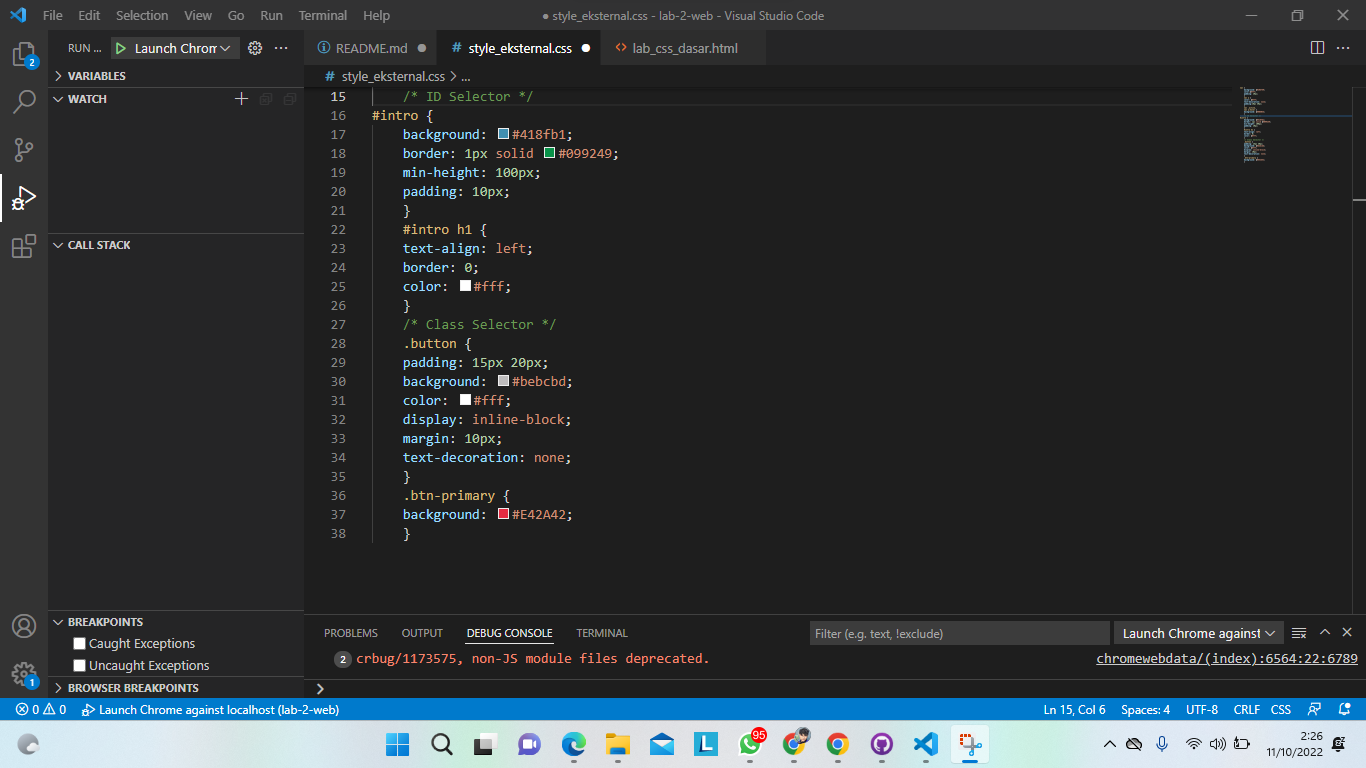 File Edit Selection View Go Run Terminal Help
● style_eksternal.css - lab-2-web - Visual Studio Code
RUN ... Launch Chrom ...
README.md ● # style_eksternal.css ● <> lab_css_dasar.html ...
# style_eksternal.css > ...
VARIABLES
WATCH
CALL STACK
15 /* ID Selector */
16 #intro {
17 background: #418fb1;
18 border: 1px solid #099249;
19 min-height: 100px;
20 padding: 10px;
21 }
22 #intro h1 {
23 text-align: left;
24 border: 0;
25 color: #fff;
26 }
27 /* Class Selector */
28 .button {
29 padding: 15px 20px;
30 background: #bebcbd;
31 color: #fff;
32 display: inline-block;
33 margin: 10px;
34 text-decoration: none;
35 }
36 .btn-primary {
37 background: #E42A42;
38 }
2
1
BREAKPOINTS
Caught Exceptions
Uncaught Exceptions
BROWSER BREAKPOINTS
PROBLEMS OUTPUT DEBUG CONSOLE TERMINAL
Filter (e.g. text, !exclude) Launch Chrome against
2 crbug/1173575, non-JS module files deprecated. chromewebdata/(index):6564:22:6789
>
0 0 Launch Chrome against localhost (lab-2-web) Ln 15, Col 6 Spaces: 4 UTF-8 CRLF CSS
L 95
2:26
11/10/2022